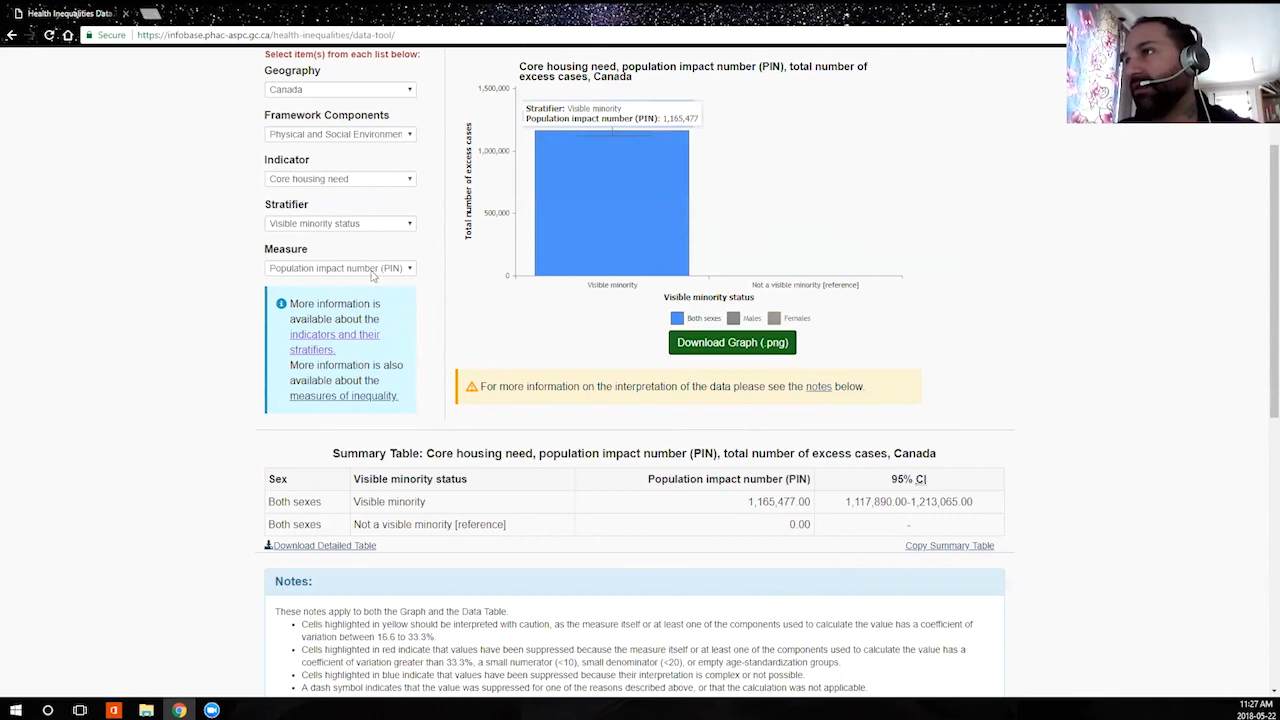 Health Inequalities Data
Secure
https://infobase.phac-aspc.gc.ca/health-inequalities/data-tool/
Select item(s) from each list below:
Geography
Canada
Framework Components
Physical and Social Environmen
Indicator
Core housing need
Stratifier
Visible minority status
Measure
Population impact number (PIN)
More information is
available about the
indicators and their
stratifiers.
More information is also
available about the
measures of inequality.
Core housing need, population impact number (PIN), total number of
excess cases, Canada
Total number of excess cases
1,500,000
1,000,000
500,000
0
Stratifier: Visible minority
Population impact number (PIN): 1,165,477
Visible minority
Not a visible minority [reference]
Visible minority status
Both sexes Males Females
Download Graph (.png)
For more information on the interpretation of the data please see the notes below.
Summary Table: Core housing need, population impact number (PIN), total number of excess cases, Canada
Sex Visible minority status Population impact number (PIN) 95% CI
Both sexes Visible minority 1,165,477.00 1,117,890.00-1,213,065.00
Both sexes Not a visible minority [reference] 0.00 -
Download Detailed Table Copy Summary Table
Notes:
These notes apply to both the Graph and the Data Table.
• Cells highlighted in yellow should be interpreted with caution, as the measure itself or at least one of the components used to calculate the value has a coefficient of
variation between 16.6 to 33.3%.
• Cells highlighted in red indicate that values have been suppressed because the measure itself or at least one of the components used to calculate the value has a
coefficient of variation greater than 33.3%, a small numerator (<10), small denominator (<20), or empty age-standardization groups.
• Cells highlighted in blue indicate that values have been suppressed because their interpretation is complex or not possible.
• A dash symbol indicates that the value was suppressed for one of the reasons described above, or that the calculation was not applicable.
11:27 AM
2018-05-22